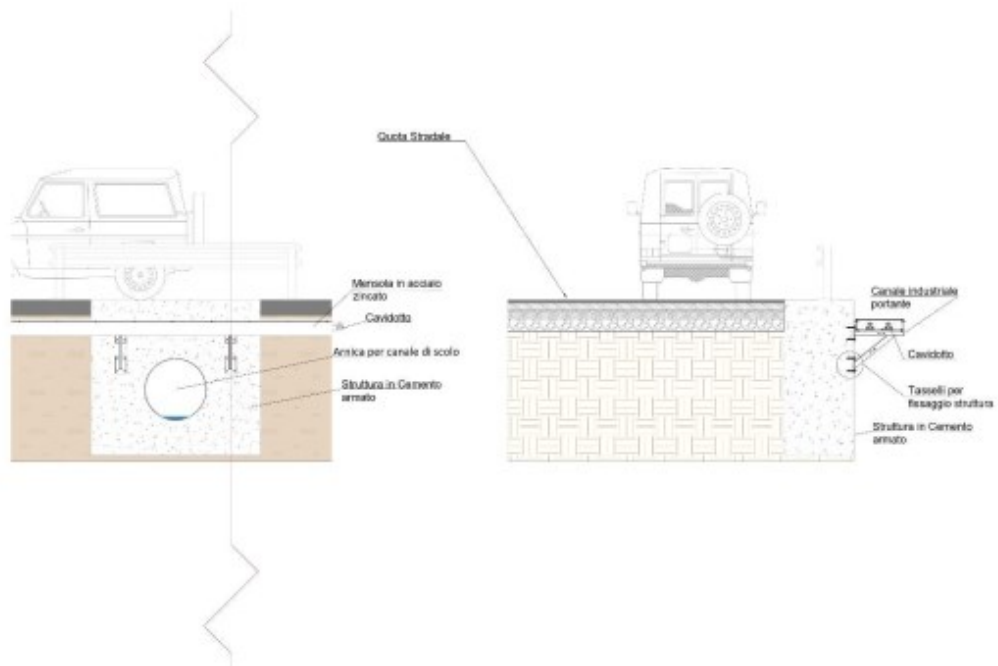 Quota Stradale
Mensola in acciaio
zincato
Cavidotto
Arnica per canale di scolo
Struttura in Cemento
armato
Canale industriale
portante
Cavidotto
Tasselli per
fissaggio struttura
Struttura in Cemento
armato